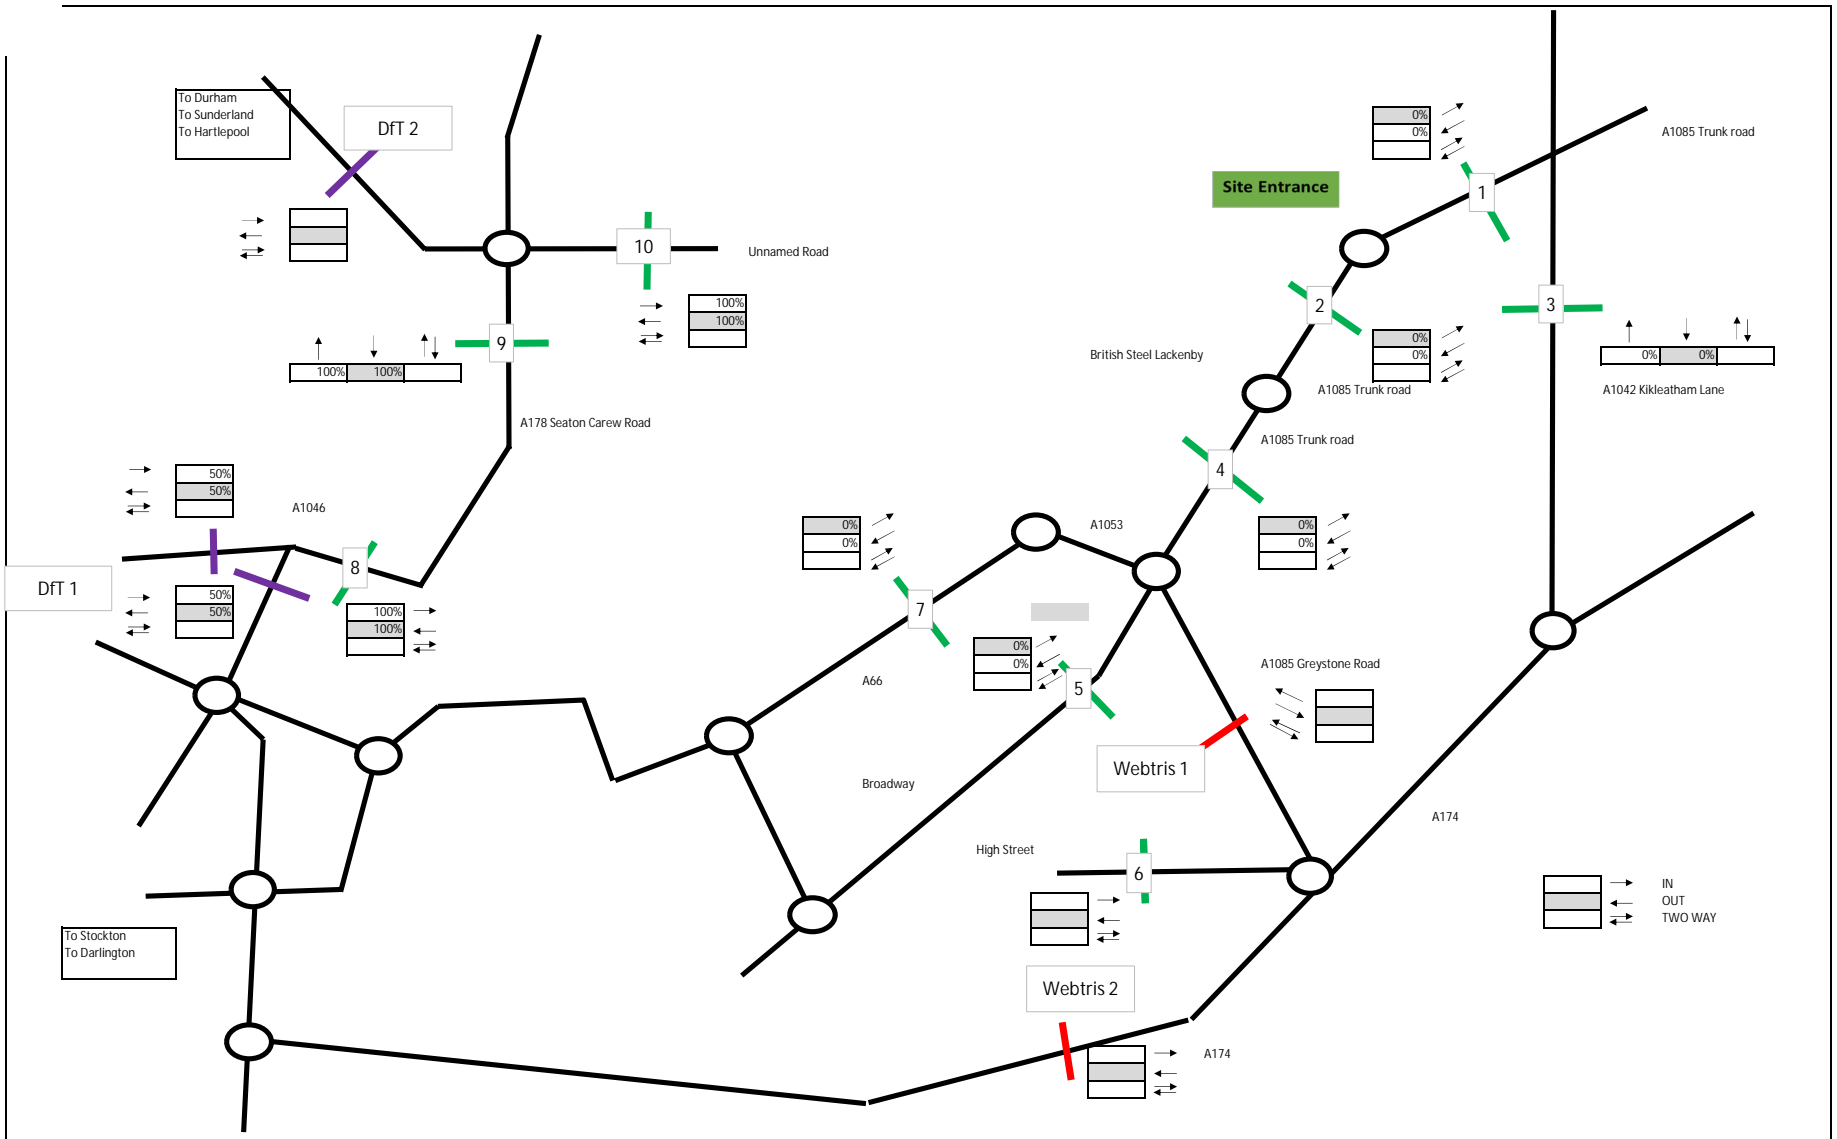 To Durham
To Sunderland
To Hartlepool
DfT 2
0%
0%
A1085 Trunk road
Site Entrance
1
10
Unnamed Road
100%
100%
2
3
9
100% 100%
0%
0%
British Steel Lackenby
0% 0%
A1085 Trunk road
A1042 Kikleatham Lane
A178 Seaton Carew Road
A1085 Trunk road
4
50%
50%
A1046
0%
0%
A1053
0%
0%
8
DfT 1
50%
50%
100%
100%
7
0%
0%
5
A66
A1085 Greystone Road
Webtris 1
Broadway
A174
High Street
6
IN
OUT
TWO WAY
To Stockton
To Darlington
Webtris 2
A174